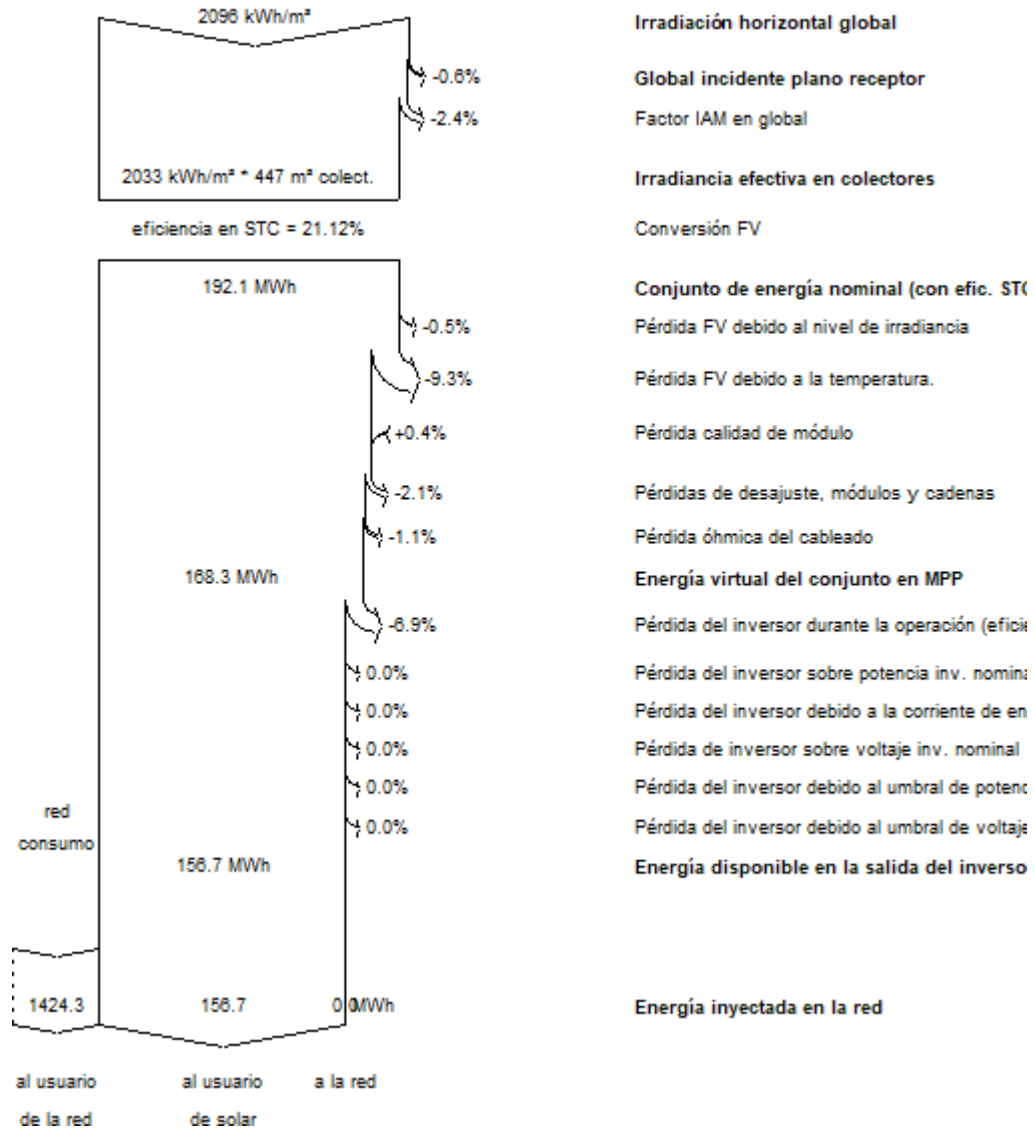 2096 kWh/m² Irradiación horizontal global
-0.6% Global incidente plano receptor
-2.4% Factor IAM en global
2033 kWh/m² * 447 m² colect. Irradiancia efectiva en colectores
eficiencia en STC = 21.12% Conversión FV
192.1 MWh Conjunto de energía nominal (con efic. STC
-0.5% Pérdida FV debido al nivel de irradiancia
-9.3% Pérdida FV debido a la temperatura.
+0.4% Pérdida calidad de módulo
-2.1% Pérdidas de desajuste, módulos y cadenas
-1.1% Pérdida óhmica del cableado
168.3 MWh Energía virtual del conjunto en MPP
-6.9% Pérdida del inversor durante la operación (eficie
0.0% Pérdida del inversor sobre potencia inv. nomina
0.0% Pérdida del inversor debido a la corriente de en
0.0% Pérdida de inversor sobre voltaje inv. nominal
0.0% Pérdida del inversor debido al umbral de potenc
red
consumo 0.0% Pérdida del inversor debido al umbral de voltaje
156.7 MWh Energía disponible en la salida del inverso
1424.3 156.7 0.0MWh Energía inyectada en la red
al usuario al usuario a la red
de la red de solar